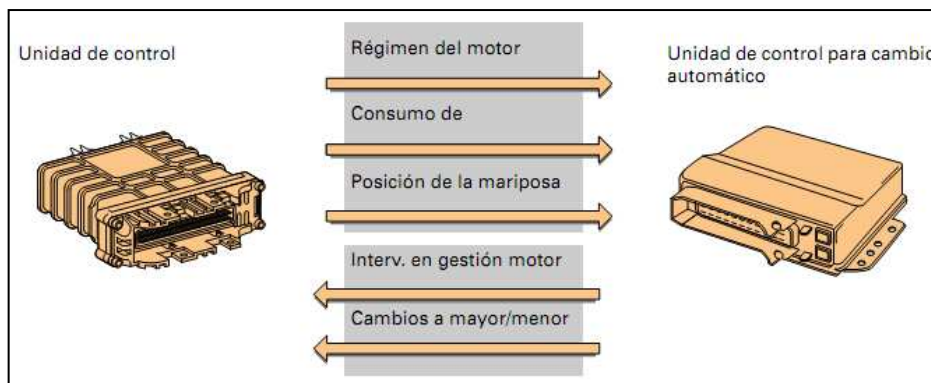 Unidad de control
Régimen del motor
Unidad de control para cambio
automático
Consumo de
Posición de la mariposa
Interv. en gestión motor
Cambios a mayor/menor